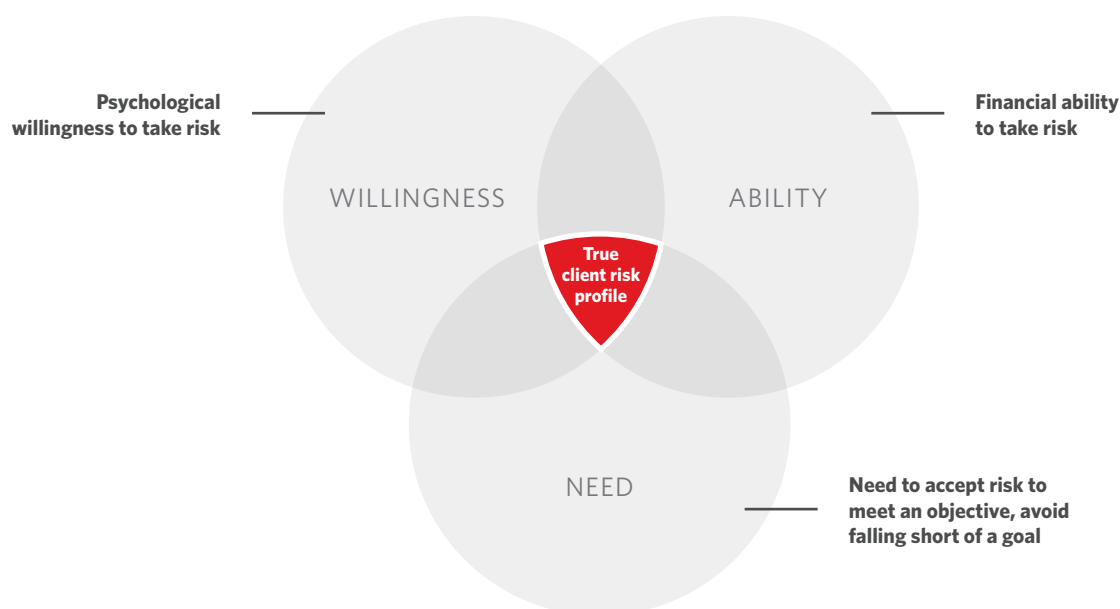 Psychological
willingness to take risk
Financial ability
to take risk
WILLINGNESS
ABILITY
True
client risk
profile
NEED
Need to accept risk to
meet an objective, avoid
falling short of a goal